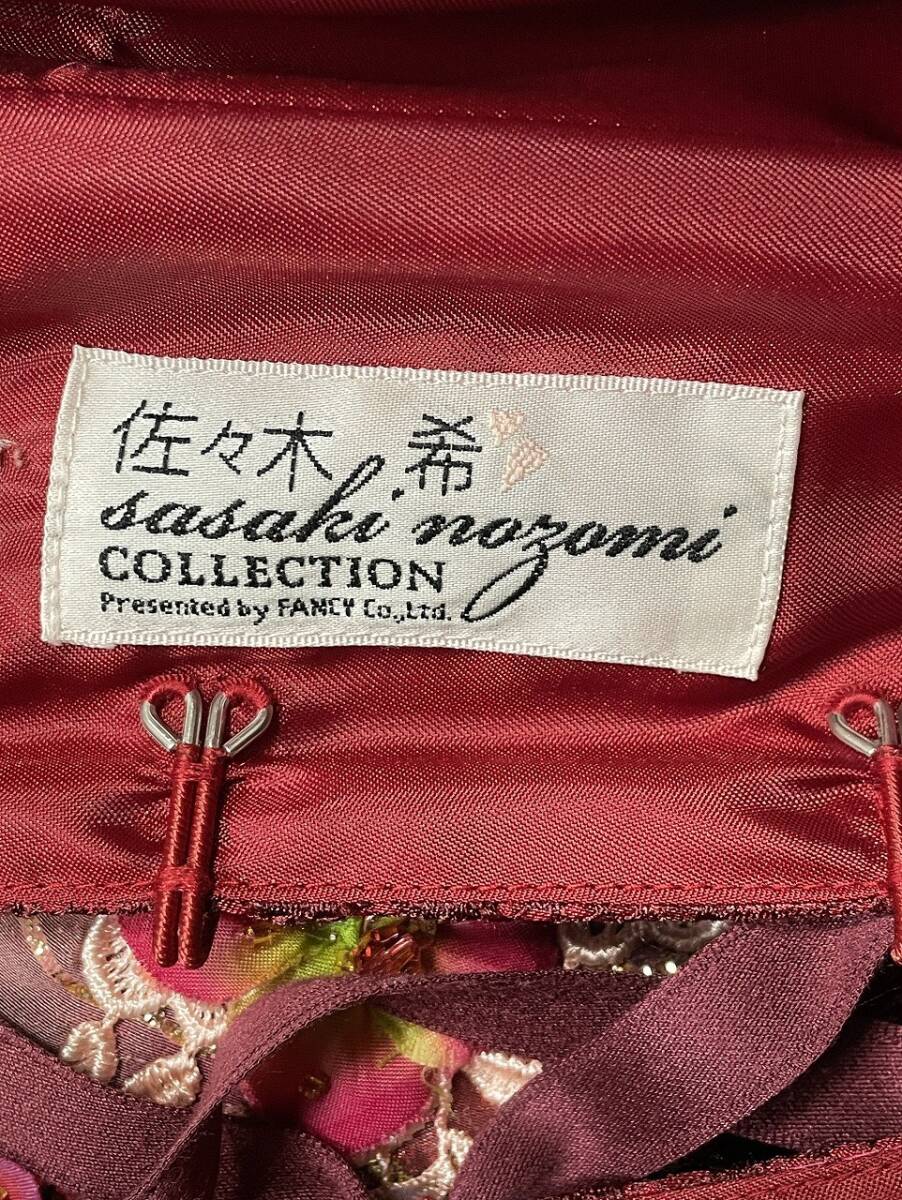 佐々木 希
sasaki nozomi
COLLECTION
Presented by FANCY Co.,Ltd.